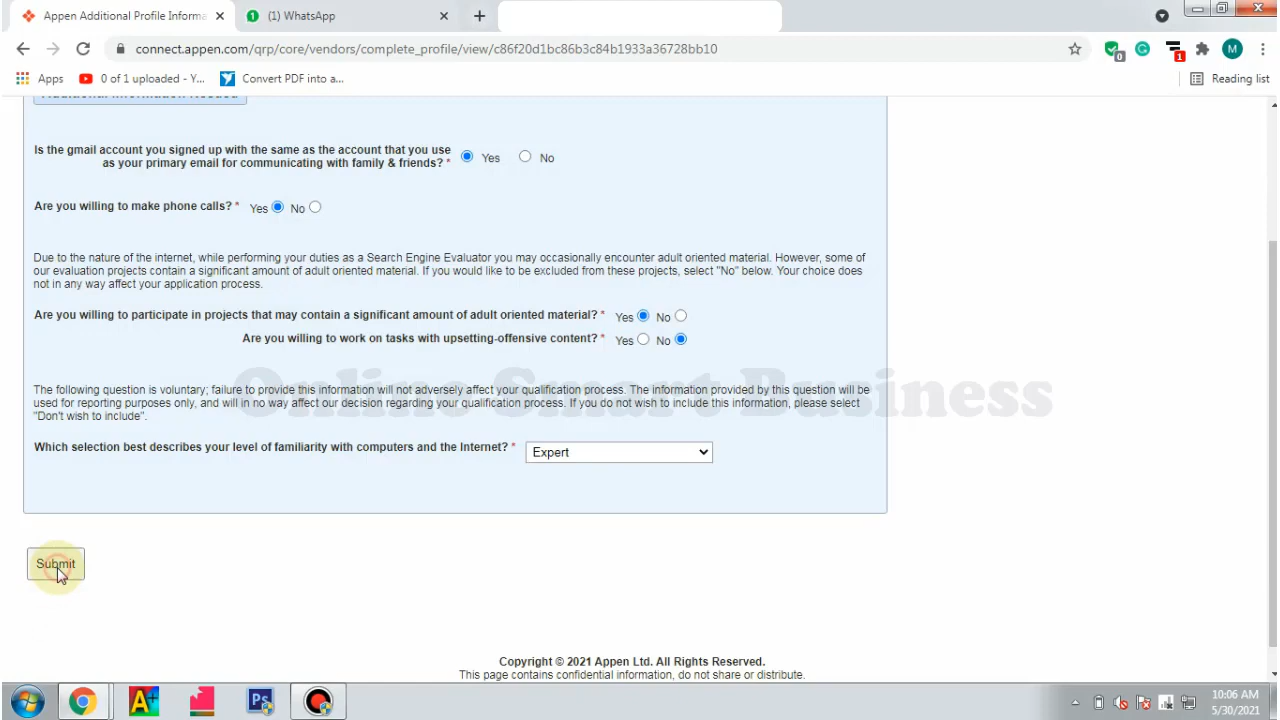 Appen Additional Profile Informa
(1) WhatsApp
connect.appen.com/qrp/core/vendors/complete_profile/view/c86f20d1bc86b3c84b1933a36728bb10
0
1
M
Apps
0 of 1 uploaded - Y...
Convert PDF into a...
Reading list
Additional Information Needed
Is the gmail account you signed up with the same as the account that you use
as your primary email for communicating with family & friends? *
Yes No
Are you willing to make phone calls? * Yes No
Due to the nature of the internet, while performing your duties as a Search Engine Evaluator you may occasionally encounter adult oriented material. However, some of
our evaluation projects contain a significant amount of adult oriented material. If you would like to be excluded from these projects, select "No" below. Your choice does
not in any way affect your application process.
Are you willing to participate in projects that may contain a significant amount of adult oriented material? * Yes No
Are you willing to work on tasks with upsetting-offensive content? * Yes No
The following question is voluntary; failure to provide this information will not adversely affect your qualification process. The information provided by this question will be
used for reporting purposes only, and will in no way affect our decision regarding your qualification process. If you do not wish to include this information, please select
"Don't wish to include".
Online Smart Business
Which selection best describes your level of familiarity with computers and the Internet? * Expert
Submit
Copyright © 2021 Appen Ltd. All Rights Reserved.
This page contains confidential information, do not share or distribute.
Ps
10:06 AM
5/30/2021